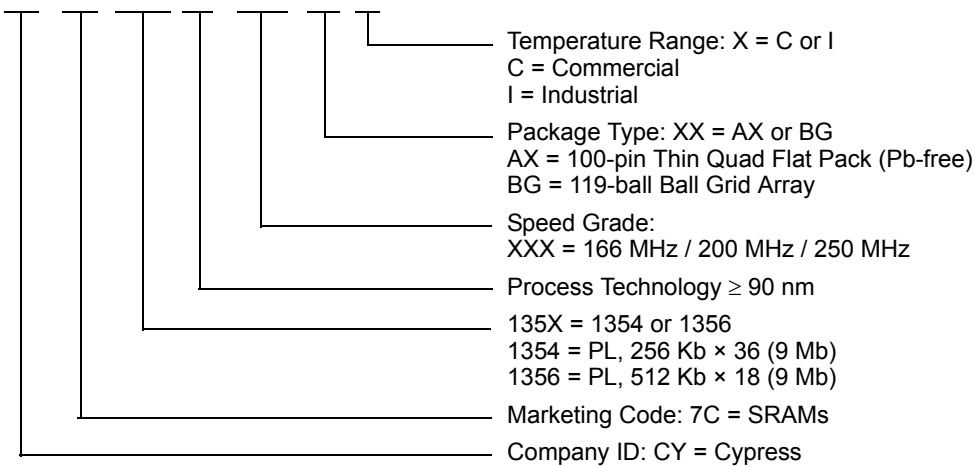 Temperature Range: X = C or I
C = Commercial
I = Industrial
Package Type: XX = AX or BG
AX = 100-pin Thin Quad Flat Pack (Pb-free)
BG = 119-ball Ball Grid Array
Speed Grade:
XXX = 166 MHz / 200 MHz / 250 MHz
Process Technology ≥ 90 nm
135X = 1354 or 1356
1354 = PL, 256 Kb × 36 (9 Mb)
1356 = PL, 512 Kb × 18 (9 Mb)
Marketing Code: 7C = SRAMs
Company ID: CY = Cypress